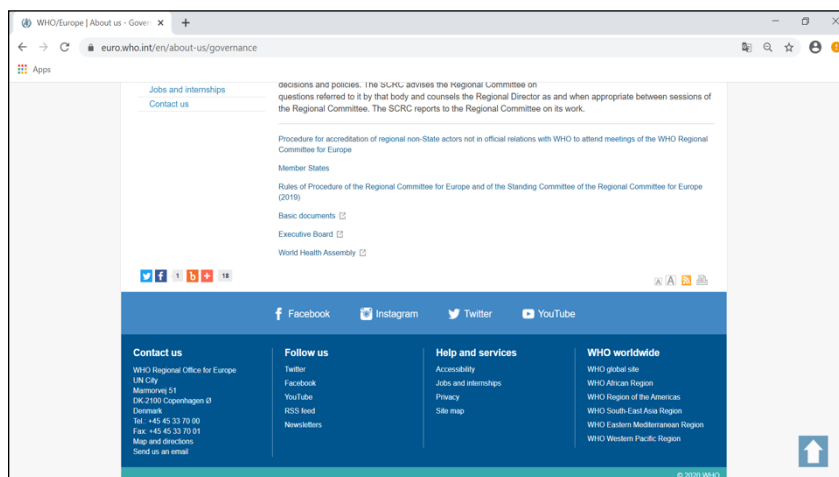 WHO/Europe | About us - Gover
euro.who.int/en/about-us/governance
Apps
Jobs and internships
Contact us
decisions and policies. The SCRC advises the Regional Committee on
questions referred to it by that body and counsels the Regional Director as and when appropriate between sessions of
the Regional Committee. The SCRC reports to the Regional Committee on its work.
Procedure for accreditation of regional non-State actors not in official relations with WHO to attend meetings of the WHO Regional
Committee for Europe
Member States
Rules of Procedure of the Regional Committee for Europe and of the Standing Committee of the Regional Committee for Europe
(2019)
Basic documents
Executive Board
World Health Assembly
1 18
A A
Facebook Instagram Twitter YouTube
Contact us
WHO Regional Office for Europe
UN City
Marmorvej 51
DK-2100 Copenhagen Ø
Denmark
Tel.: +45 45 33 70 00
Fax: +45 45 33 70 01
Map and directions
Send us an email
Follow us
Twitter
Facebook
YouTube
RSS feed
Newsletters
Help and services
Accessibility
Jobs and internships
Privacy
Site map
WHO worldwide
WHO global site
WHO African Region
WHO Region of the Americas
WHO South-East Asia Region
WHO Eastern Mediterranean Region
WHO Western Pacific Region
© 2020 WHO